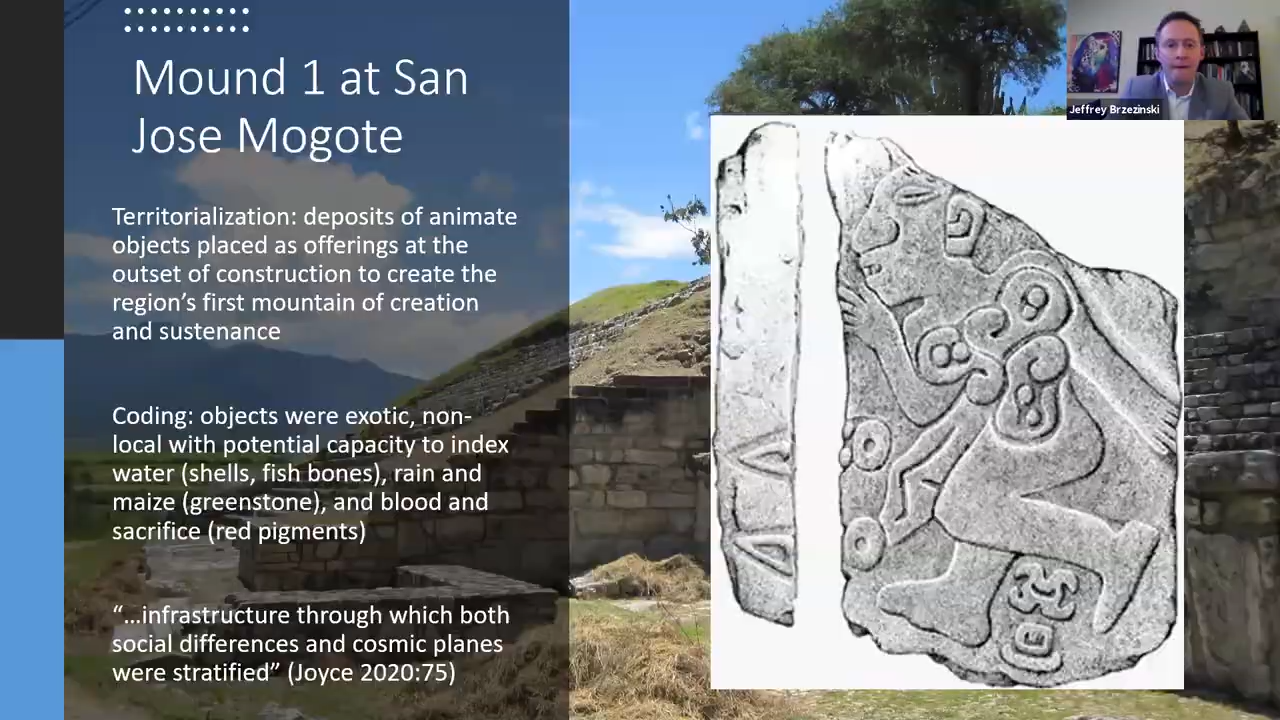 Mound 1 at San
Jose Mogote
Territorialization: deposits of animate
objects placed as offerings at the
outset of construction to create the
region’s first mountain of creation
and sustenance
Coding: objects were exotic, non-
local with potential capacity to index
water (shells, fish bones), rain and
maize (greenstone), and blood and
sacrifice (red pigments)
“…infrastructure through which both
social differences and cosmic planes
were stratified” (Joyce 2020:75)
Jeffrey Brzezinski